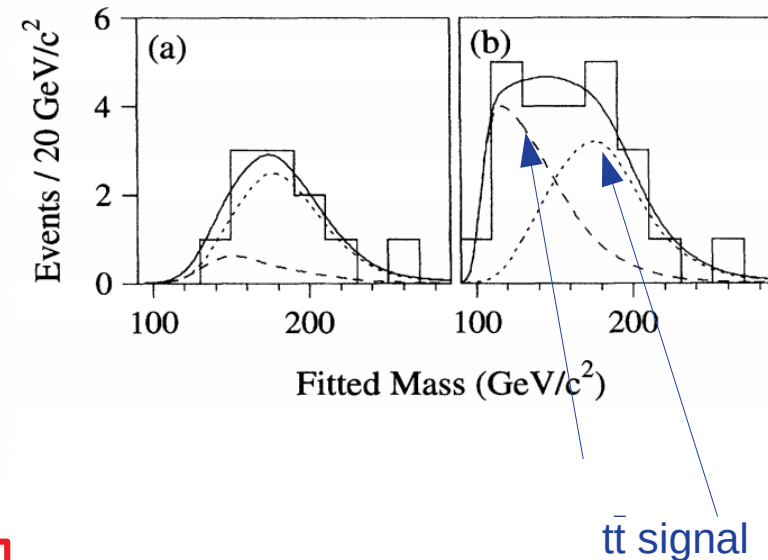 6
4
2
0
Events / 20 GeV/c²
(a)
(b)
100 200 100 200
Fitted Mass (GeV/c²)
tt̄ signal